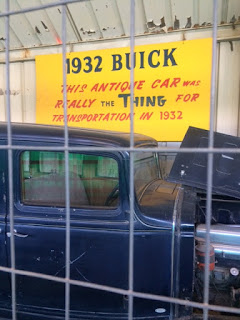 1932 BUICK
THIS ANTIQUE CAR WAS
REALLY THE THING FOR
TRANSPORTATION IN 1932